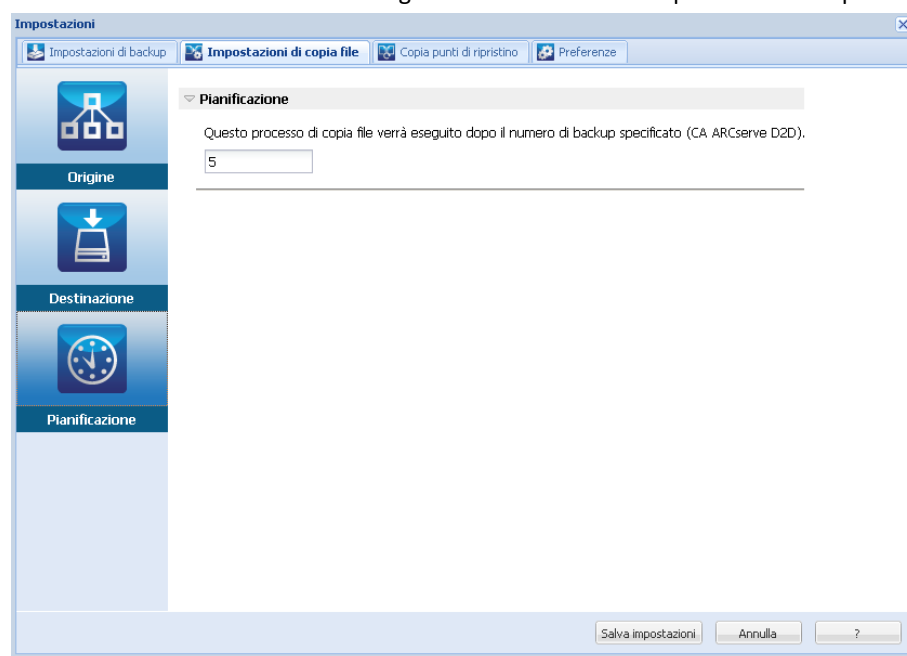 Impostazioni
Impostazioni di backup
Impostazioni di copia file
Copia punti di ripristino
Preferenze
Origine
Destinazione
Pianificazione
Pianificazione
Questo processo di copia file verrà eseguito dopo il numero di backup specificato (CA ARCserve D2D).
5
Salva impostazioni
Annulla
?